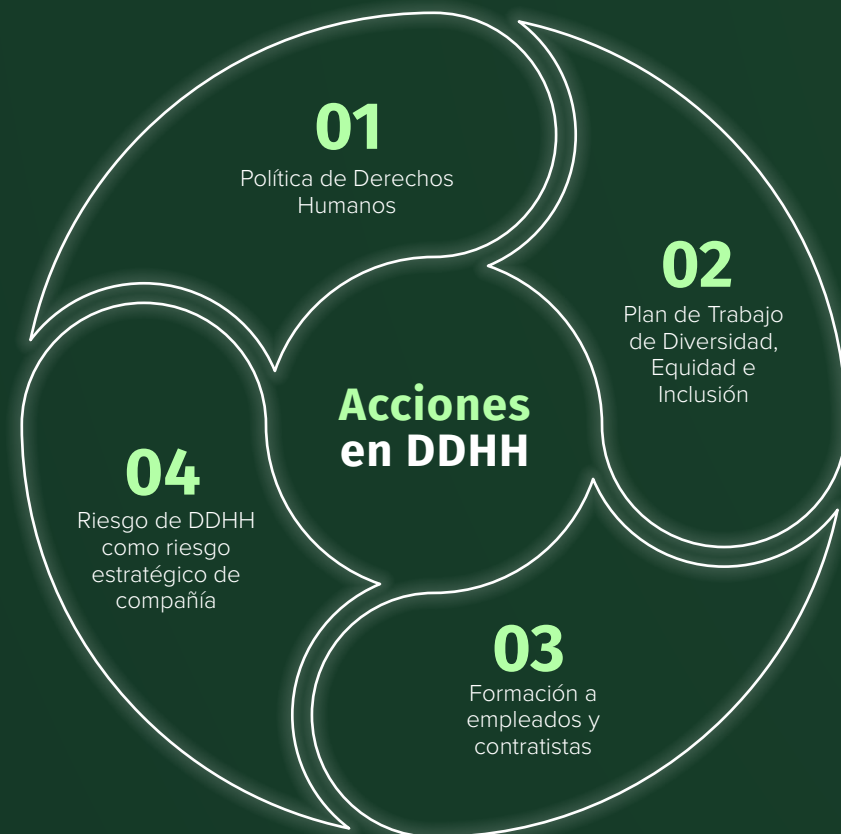 01
Política de Derechos
Humanos
02
Plan de Trabajo
de Diversidad,
Equidad e
Inclusión
Acciones
en DDHH
04
Riesgo de DDHH
como riesgo
estratégico de
compañía
03
Formación a
empleados y
contratistas